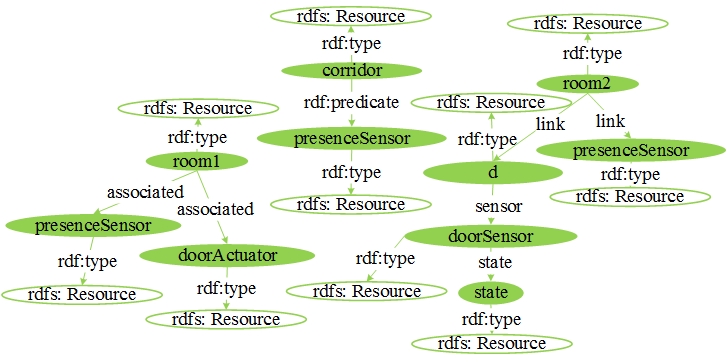 rdfs: Resource
rdf:type
corridor
rdf:predicate
presenceSensor
rdf:type
rdfs: Resource
rdfs: Resource
rdf:type
room1
associated
associated
presenceSensor
rdf:type
rdfs: Resource
doorActuator
rdf:type
rdfs: Resource
rdfs: Resource
rdf:type
room2
link
link
rdfs: Resource
rdf:type
d
presenceSensor
rdf:type
rdfs: Resource
sensor
doorSensor
rdf:type
rdfs: Resource
state
state
rdf:type
rdfs: Resource